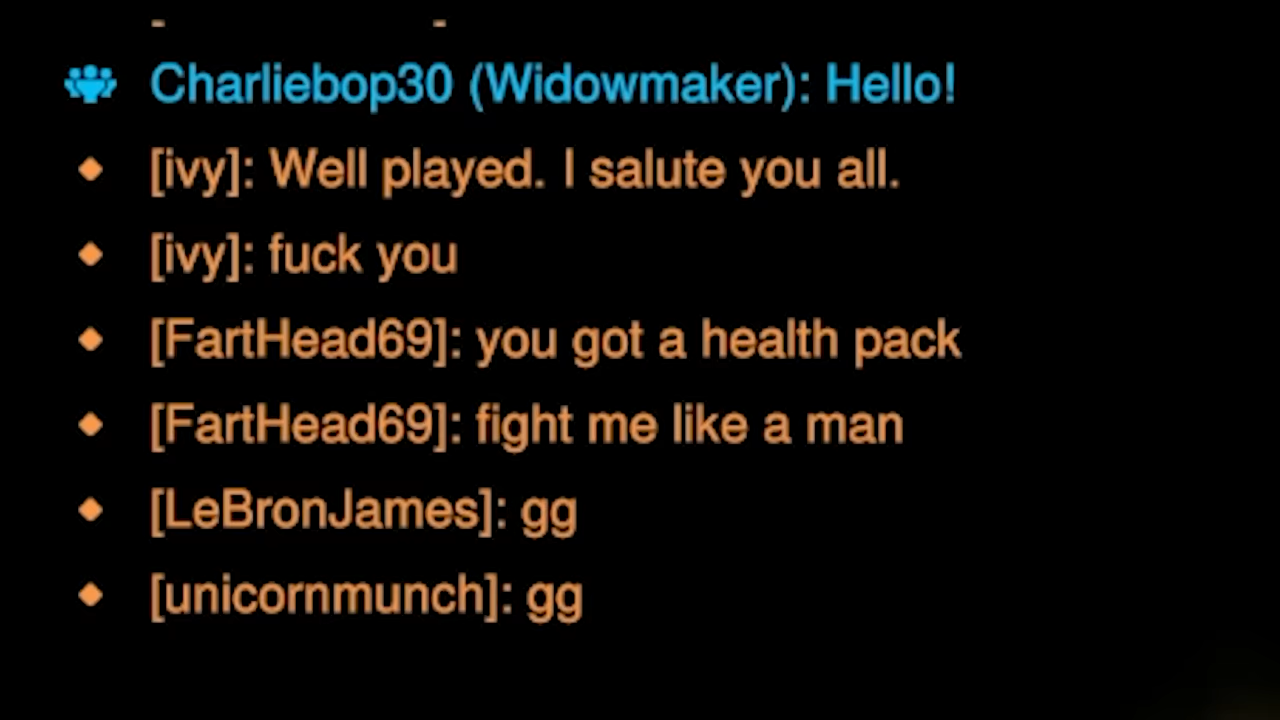 Charliebop30 (Widowmaker): Hello!
[ivy]: Well played. I salute you all.
[ivy]: fuck you
[FartHead69]: you got a health pack
[FartHead69]: fight me like a man
[LeBronJames]: gg
[unicornmunch]: gg